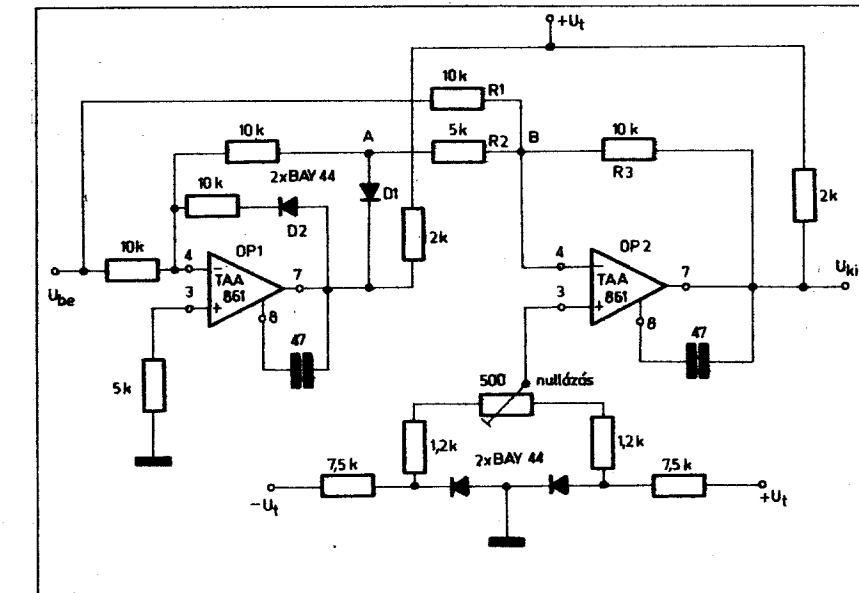 +Ut
10k
R1
10k
A
5k
R2
B
10k
R3
2xBAY 44
10k
D1
D2
2k
2k
10k
OP1
OP2
4
−
TAA
861
7
3
+
8
4
−
TAA
861
7
3
+
8
Ube
Uki
47
47
5k
500
nullázás
1,2k
1,2k
2xBAY 44
7,5k
7,5k
−Ut
+Ut